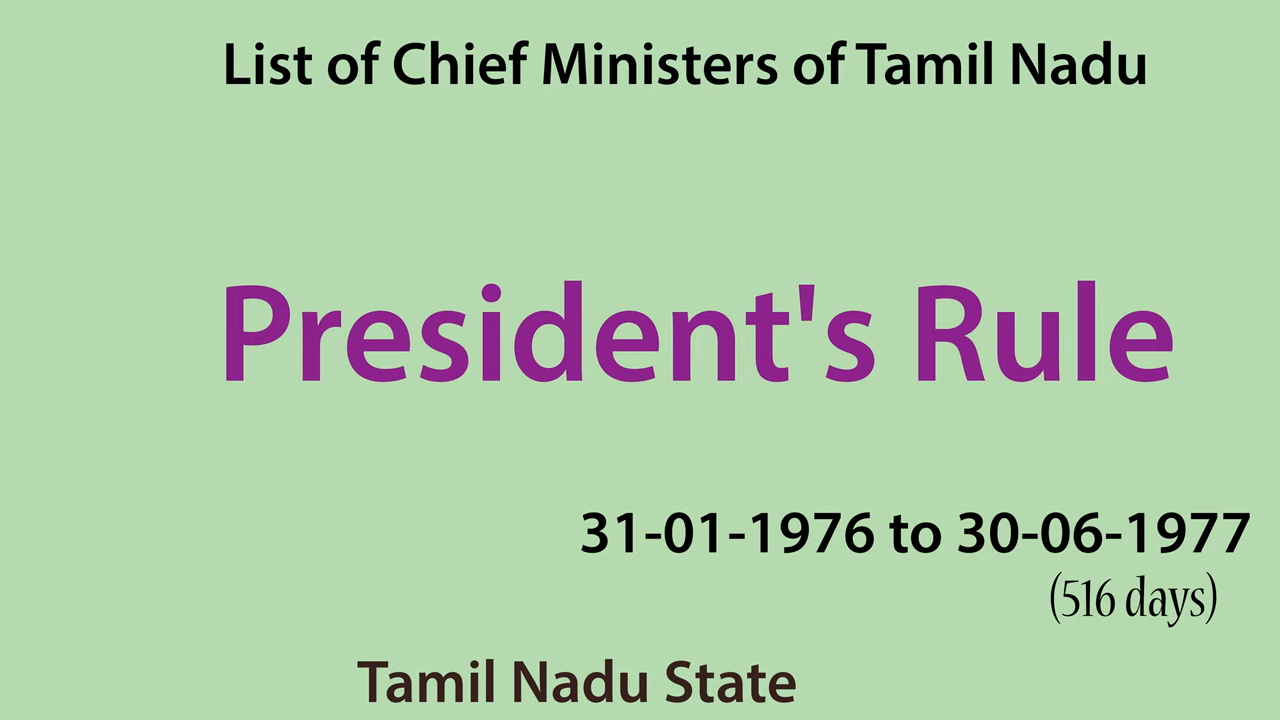 List of Chief Ministers of Tamil Nadu
President's Rule
31-01-1976 to 30-06-1977
(516 days)
Tamil Nadu State